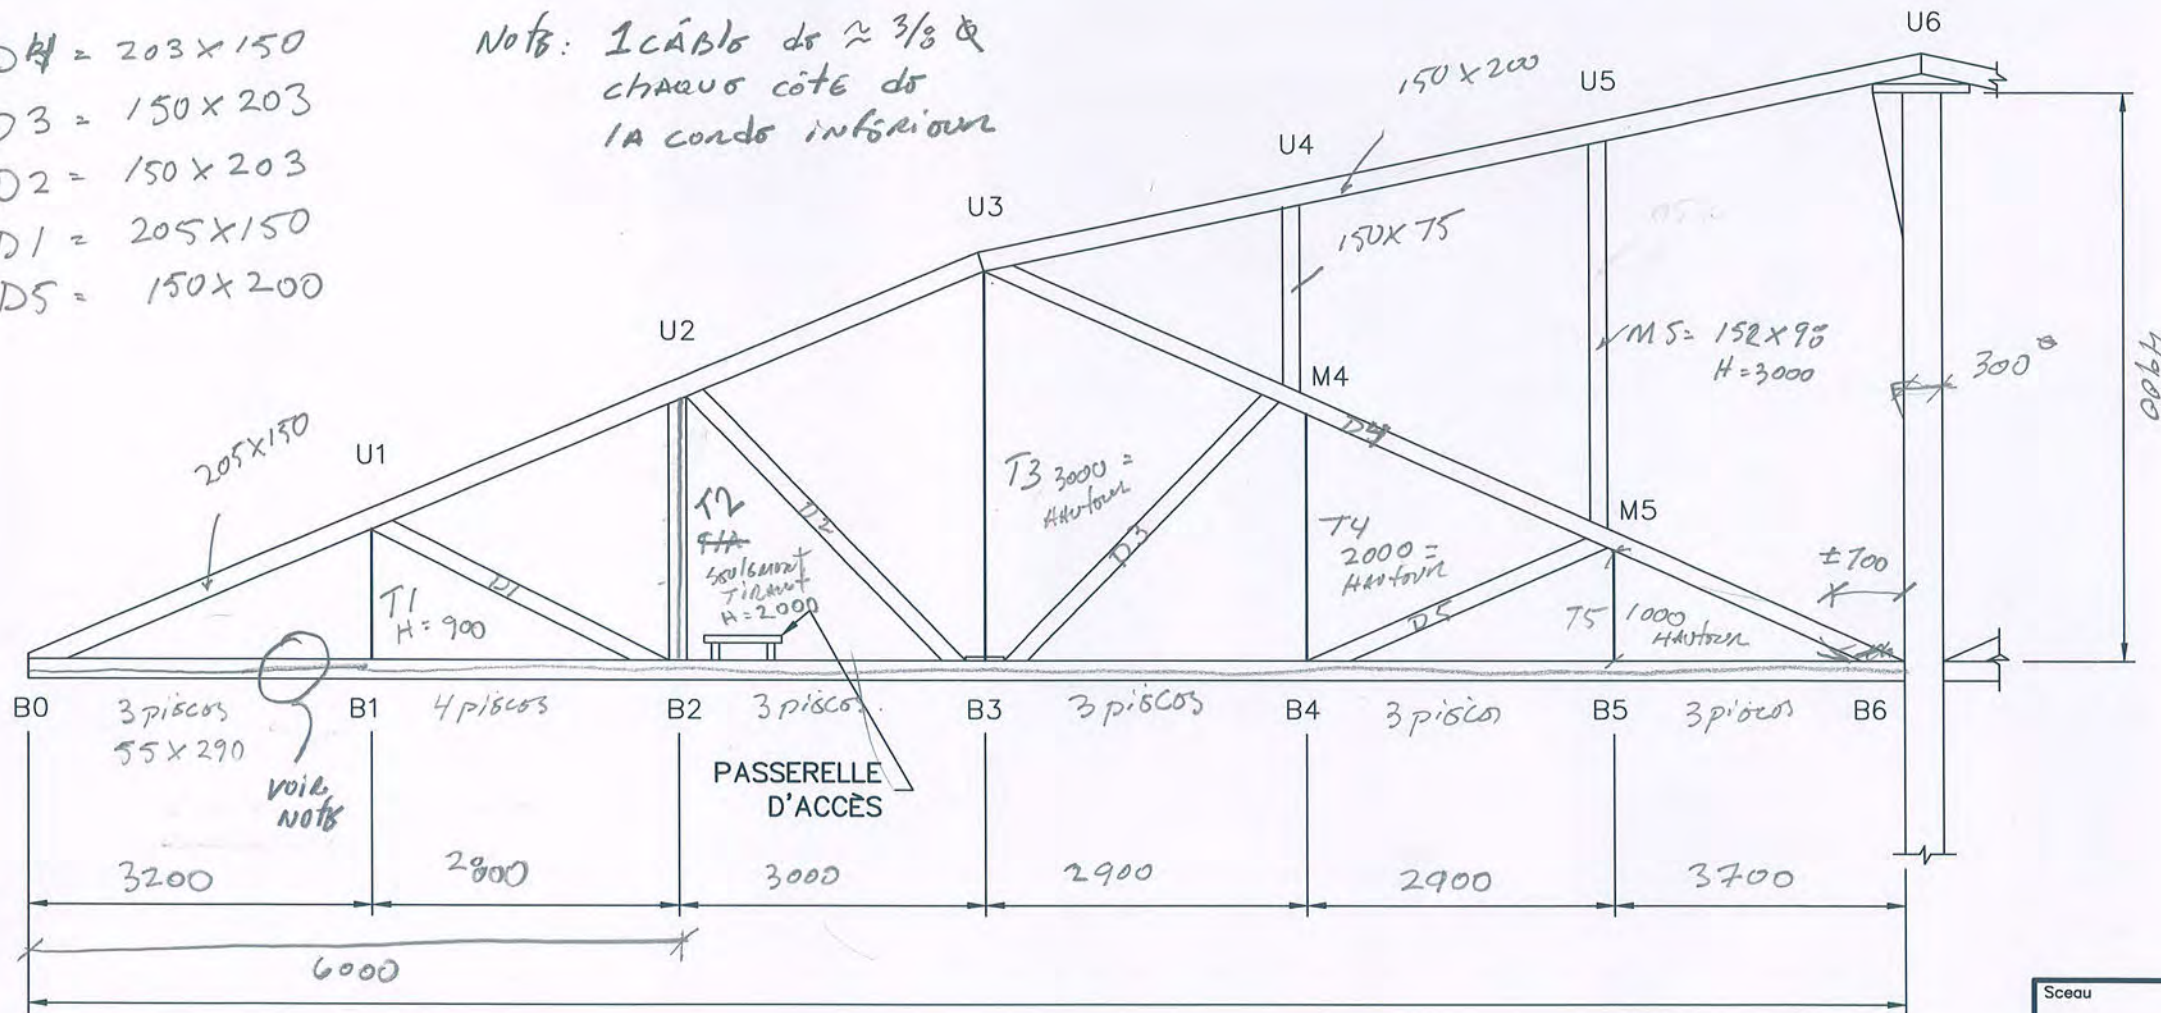 = 203 x 150
D3 = 150 x 203
D2 = 150 x 203
D1 = 205 x 150
D5 = 150 x 200
Note: 1 CÂBLe de ≈ 3/8 Φ
CHAQUe côtÉ de
lA corde inférieure
U6
U5
U4
U3
U2
U1
150 x 200
150 x 75
205 x 150
M4
M5 = 152 x 98
H = 3000
300 Φ
4900
M5
D4
D3
T3 3000 =
HAuteur
T2
seulement
tirant
H = 2000
D2
T4
2000 =
HAuteur
±700
D1
T1
H = 900
D5
T5 1000
HAuteur
B0
3 pièces
55 x 290
B1
4 pièces
B2
3 pièces
B3
3 pièces
B4
3 pièces
B5
3 pièces
B6
voir
Note
PASSERELLE
D'ACCÈS
3200
2800
3000
2900
2900
3700
6000
Sceau